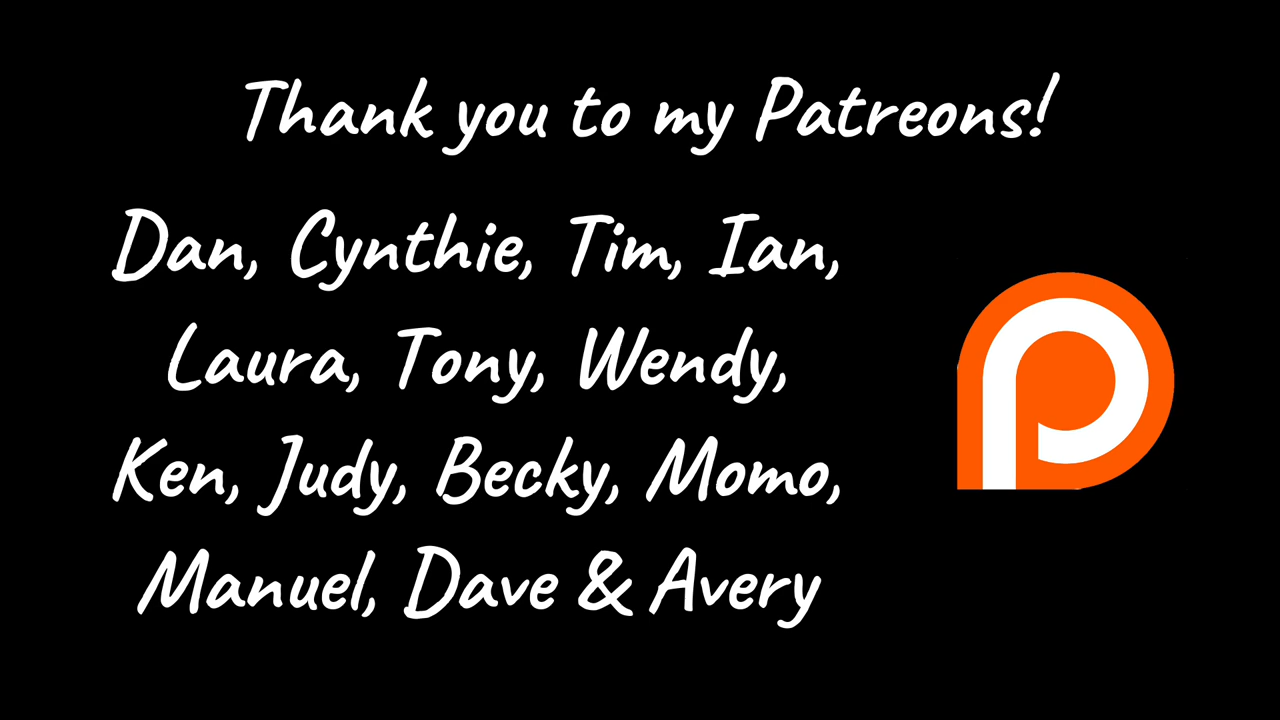 Thank you to my Patreons!
Dan, Cynthie, Tim, Ian,
Laura, Tony, Wendy,
Ken, Judy, Becky, Momo,
Manuel, Dave & Avery